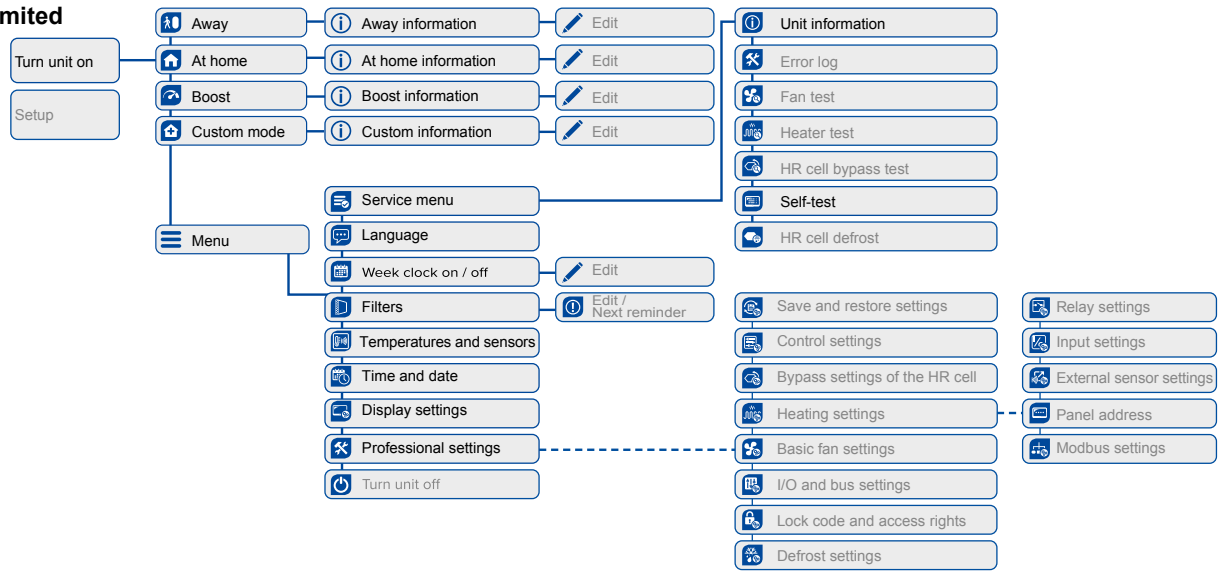 mited
Turn unit on
Setup
Away
Away information
Edit
At home
At home information
Edit
Boost
Boost information
Edit
Custom mode
Custom information
Edit
Menu
Service menu
Language
Week clock on / off
Edit
Filters
Edit /
Next reminder
Temperatures and sensors
Time and date
Display settings
Professional settings
Turn unit off
Unit information
Error log
Fan test
Heater test
HR cell bypass test
Self-test
HR cell defrost
Save and restore settings
Control settings
Bypass settings of the HR cell
Heating settings
Basic fan settings
I/O and bus settings
Lock code and access rights
Defrost settings
Relay settings
Input settings
External sensor settings
Panel address
Modbus settings